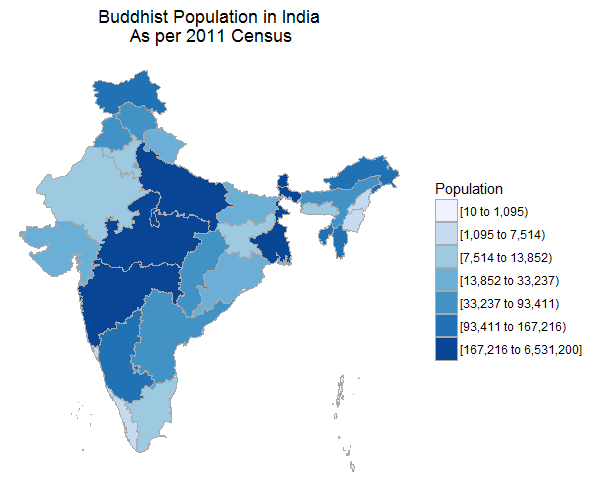 Buddhist Population in India
As per 2011 Census
Population
[10 to 1,095)
[1,095 to 7,514)
[7,514 to 13,852)
[13,852 to 33,237)
[33,237 to 93,411)
[93,411 to 167,216)
[167,216 to 6,531,200]